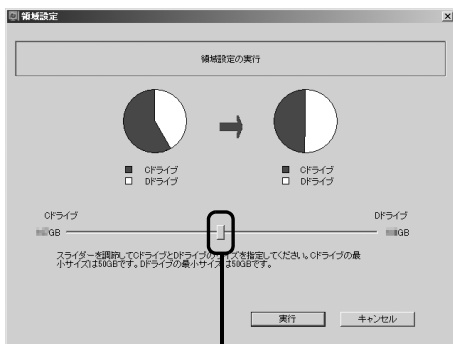 領域設定
領域設定の実行
Cドライブ
Dドライブ
Cドライブ
Dドライブ
Cドライブ
Dドライブ
GB
GB
スライダーを調節してCドライブとDドライブのサイズを指定してください。Cドライブの最
小サイズは50GBです。Dドライブの最小サイズは50GBです。
実行
キャンセル